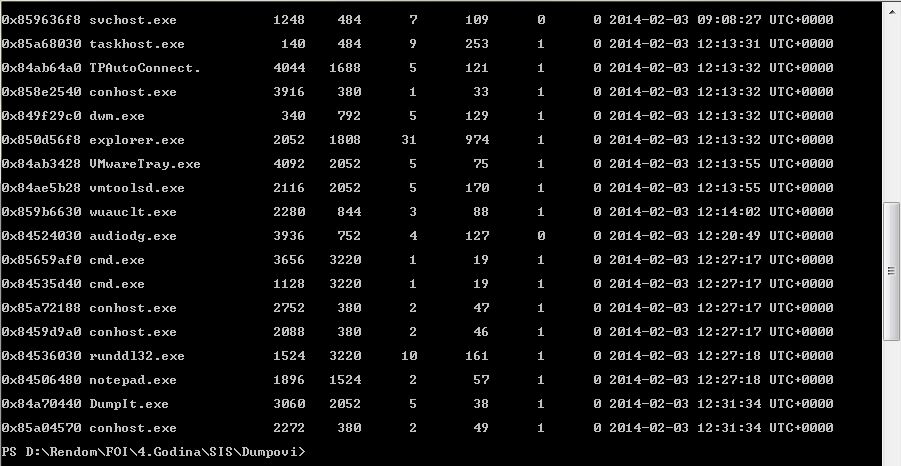 0x859636f8 svchost.exe 1248 484 7 109 0 0 2014-02-03 09:08:27 UTC+0000
0x85a68030 taskhost.exe 140 484 9 253 1 0 2014-02-03 12:13:31 UTC+0000
0x84ab64a0 TPAutoConnect. 4044 1688 5 121 1 0 2014-02-03 12:13:32 UTC+0000
0x858e2540 conhost.exe 3916 380 1 33 1 0 2014-02-03 12:13:32 UTC+0000
0x849f29c0 dwm.exe 340 792 5 129 1 0 2014-02-03 12:13:32 UTC+0000
0x850d56f8 explorer.exe 2052 1808 31 974 1 0 2014-02-03 12:13:32 UTC+0000
0x84ab3428 VMwareTray.exe 4092 2052 5 75 1 0 2014-02-03 12:13:55 UTC+0000
0x84ae5b28 vmtoolsd.exe 2116 2052 5 170 1 0 2014-02-03 12:13:55 UTC+0000
0x859b6630 wuauclt.exe 2280 844 3 88 1 0 2014-02-03 12:14:02 UTC+0000
0x84524030 audiodg.exe 3936 752 4 127 0 0 2014-02-03 12:20:49 UTC+0000
0x85659af0 cmd.exe 3656 3220 1 19 1 0 2014-02-03 12:27:17 UTC+0000
0x84535d40 cmd.exe 1128 3220 1 19 1 0 2014-02-03 12:27:17 UTC+0000
0x85a72188 conhost.exe 2752 380 2 47 1 0 2014-02-03 12:27:17 UTC+0000
0x8459d9a0 conhost.exe 2088 380 2 46 1 0 2014-02-03 12:27:17 UTC+0000
0x84536030 runddl32.exe 1524 3220 10 161 1 0 2014-02-03 12:27:18 UTC+0000
0x84506480 notepad.exe 1896 1524 2 57 1 0 2014-02-03 12:27:18 UTC+0000
0x84a70440 DumpIt.exe 3060 2052 5 38 1 0 2014-02-03 12:31:34 UTC+0000
0x85a04570 conhost.exe 2272 380 2 49 1 0 2014-02-03 12:31:34 UTC+0000
PS D:\Rendom\FOI\4.Godina\SIS\Dumpovi>